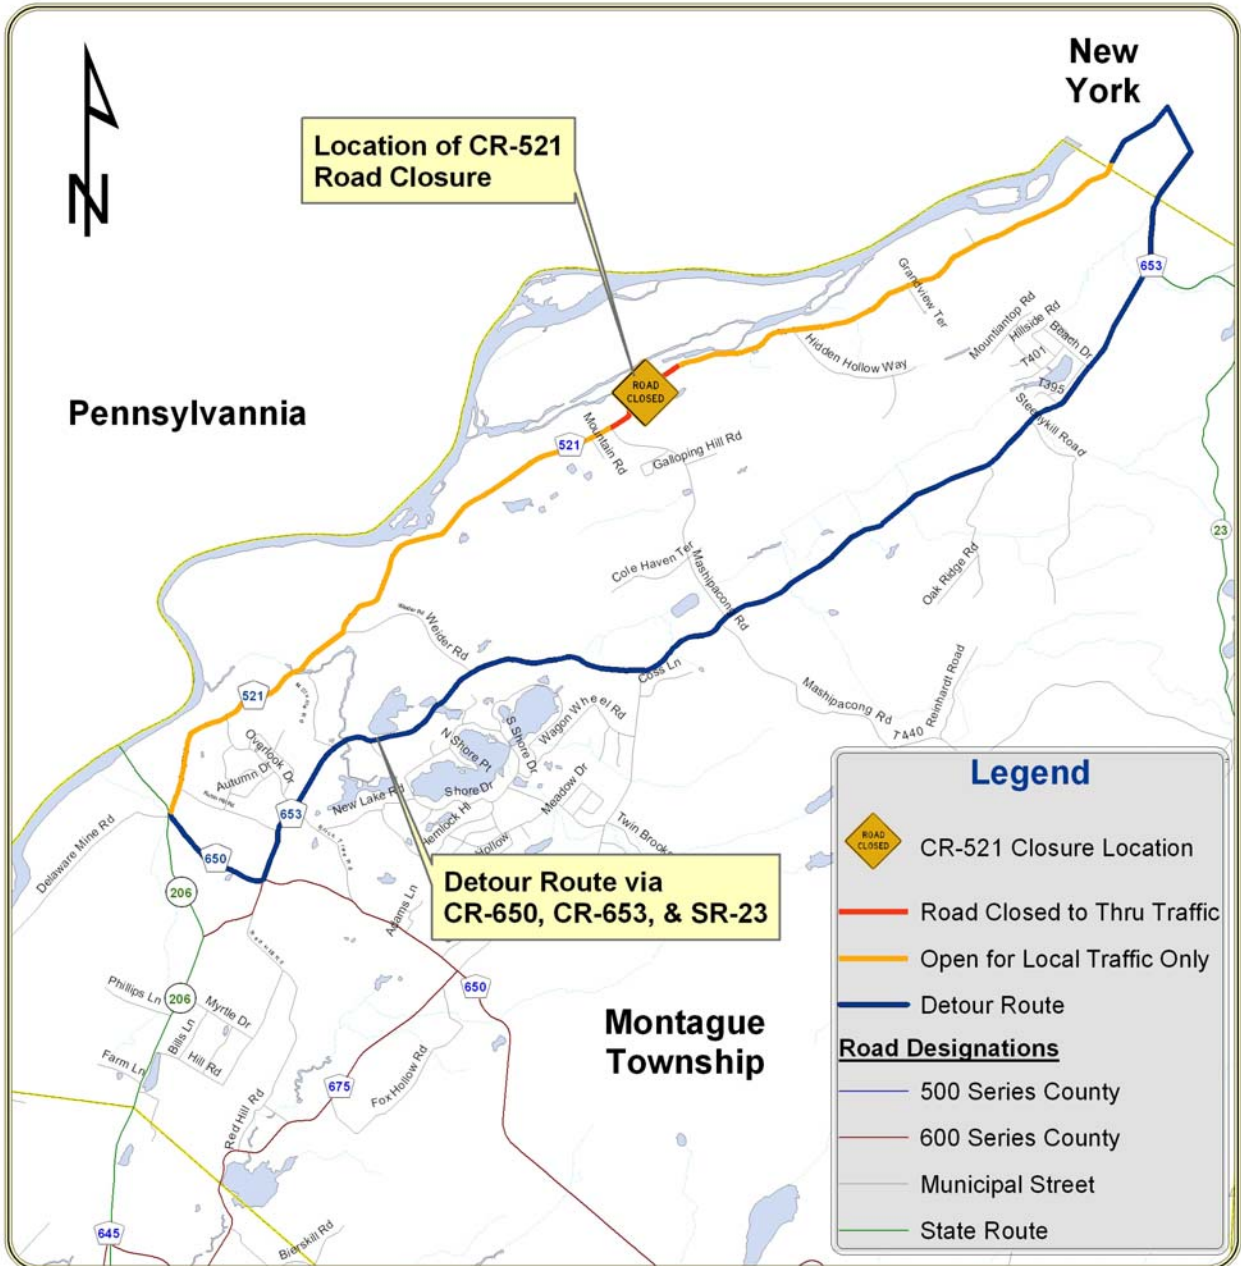 New
York
Location of CR-521
Road Closure
N
653
Grandview Ter
Mountiantop Rd
Hillside Rd
Beach Dr
T401
T395
Hidden Hollow Way
Steenykill Road
ROAD
CLOSED
Pennsylvannia
521
Mountain Rd
Galloping Hill Rd
23
Cole Haven Ter
Mashipacong Rd
Oak Ridge Rd
Weider Rd
Weider Rd
Coss Ln
521
Mashipacong Rd
Reinhardt Road
T440
Wagon Wheel Rd
S Shore Dr
N Shore Pt
Overlook Dr
Autumn Dr
Shore Dr
New Lake Rd
Meadow Dr
Hemlock Hl
Hollow
Twin Brooks
653
Delaware Mine Rd
650
206
Adams Ln
Detour Route via
CR-650, CR-653, & SR-23
650
206
Phillips Ln
Myrtle Dr
Bills Ln
Hill Rd
Farm Ln
Montague
Township
675
Fox Hollow Rd
Red Hill Rd
645
Bierskill Rd
Legend
ROAD
CLOSED
CR-521 Closure Location
Road Closed to Thru Traffic
Open for Local Traffic Only
Detour Route
Road Designations
500 Series County
600 Series County
Municipal Street
State Route